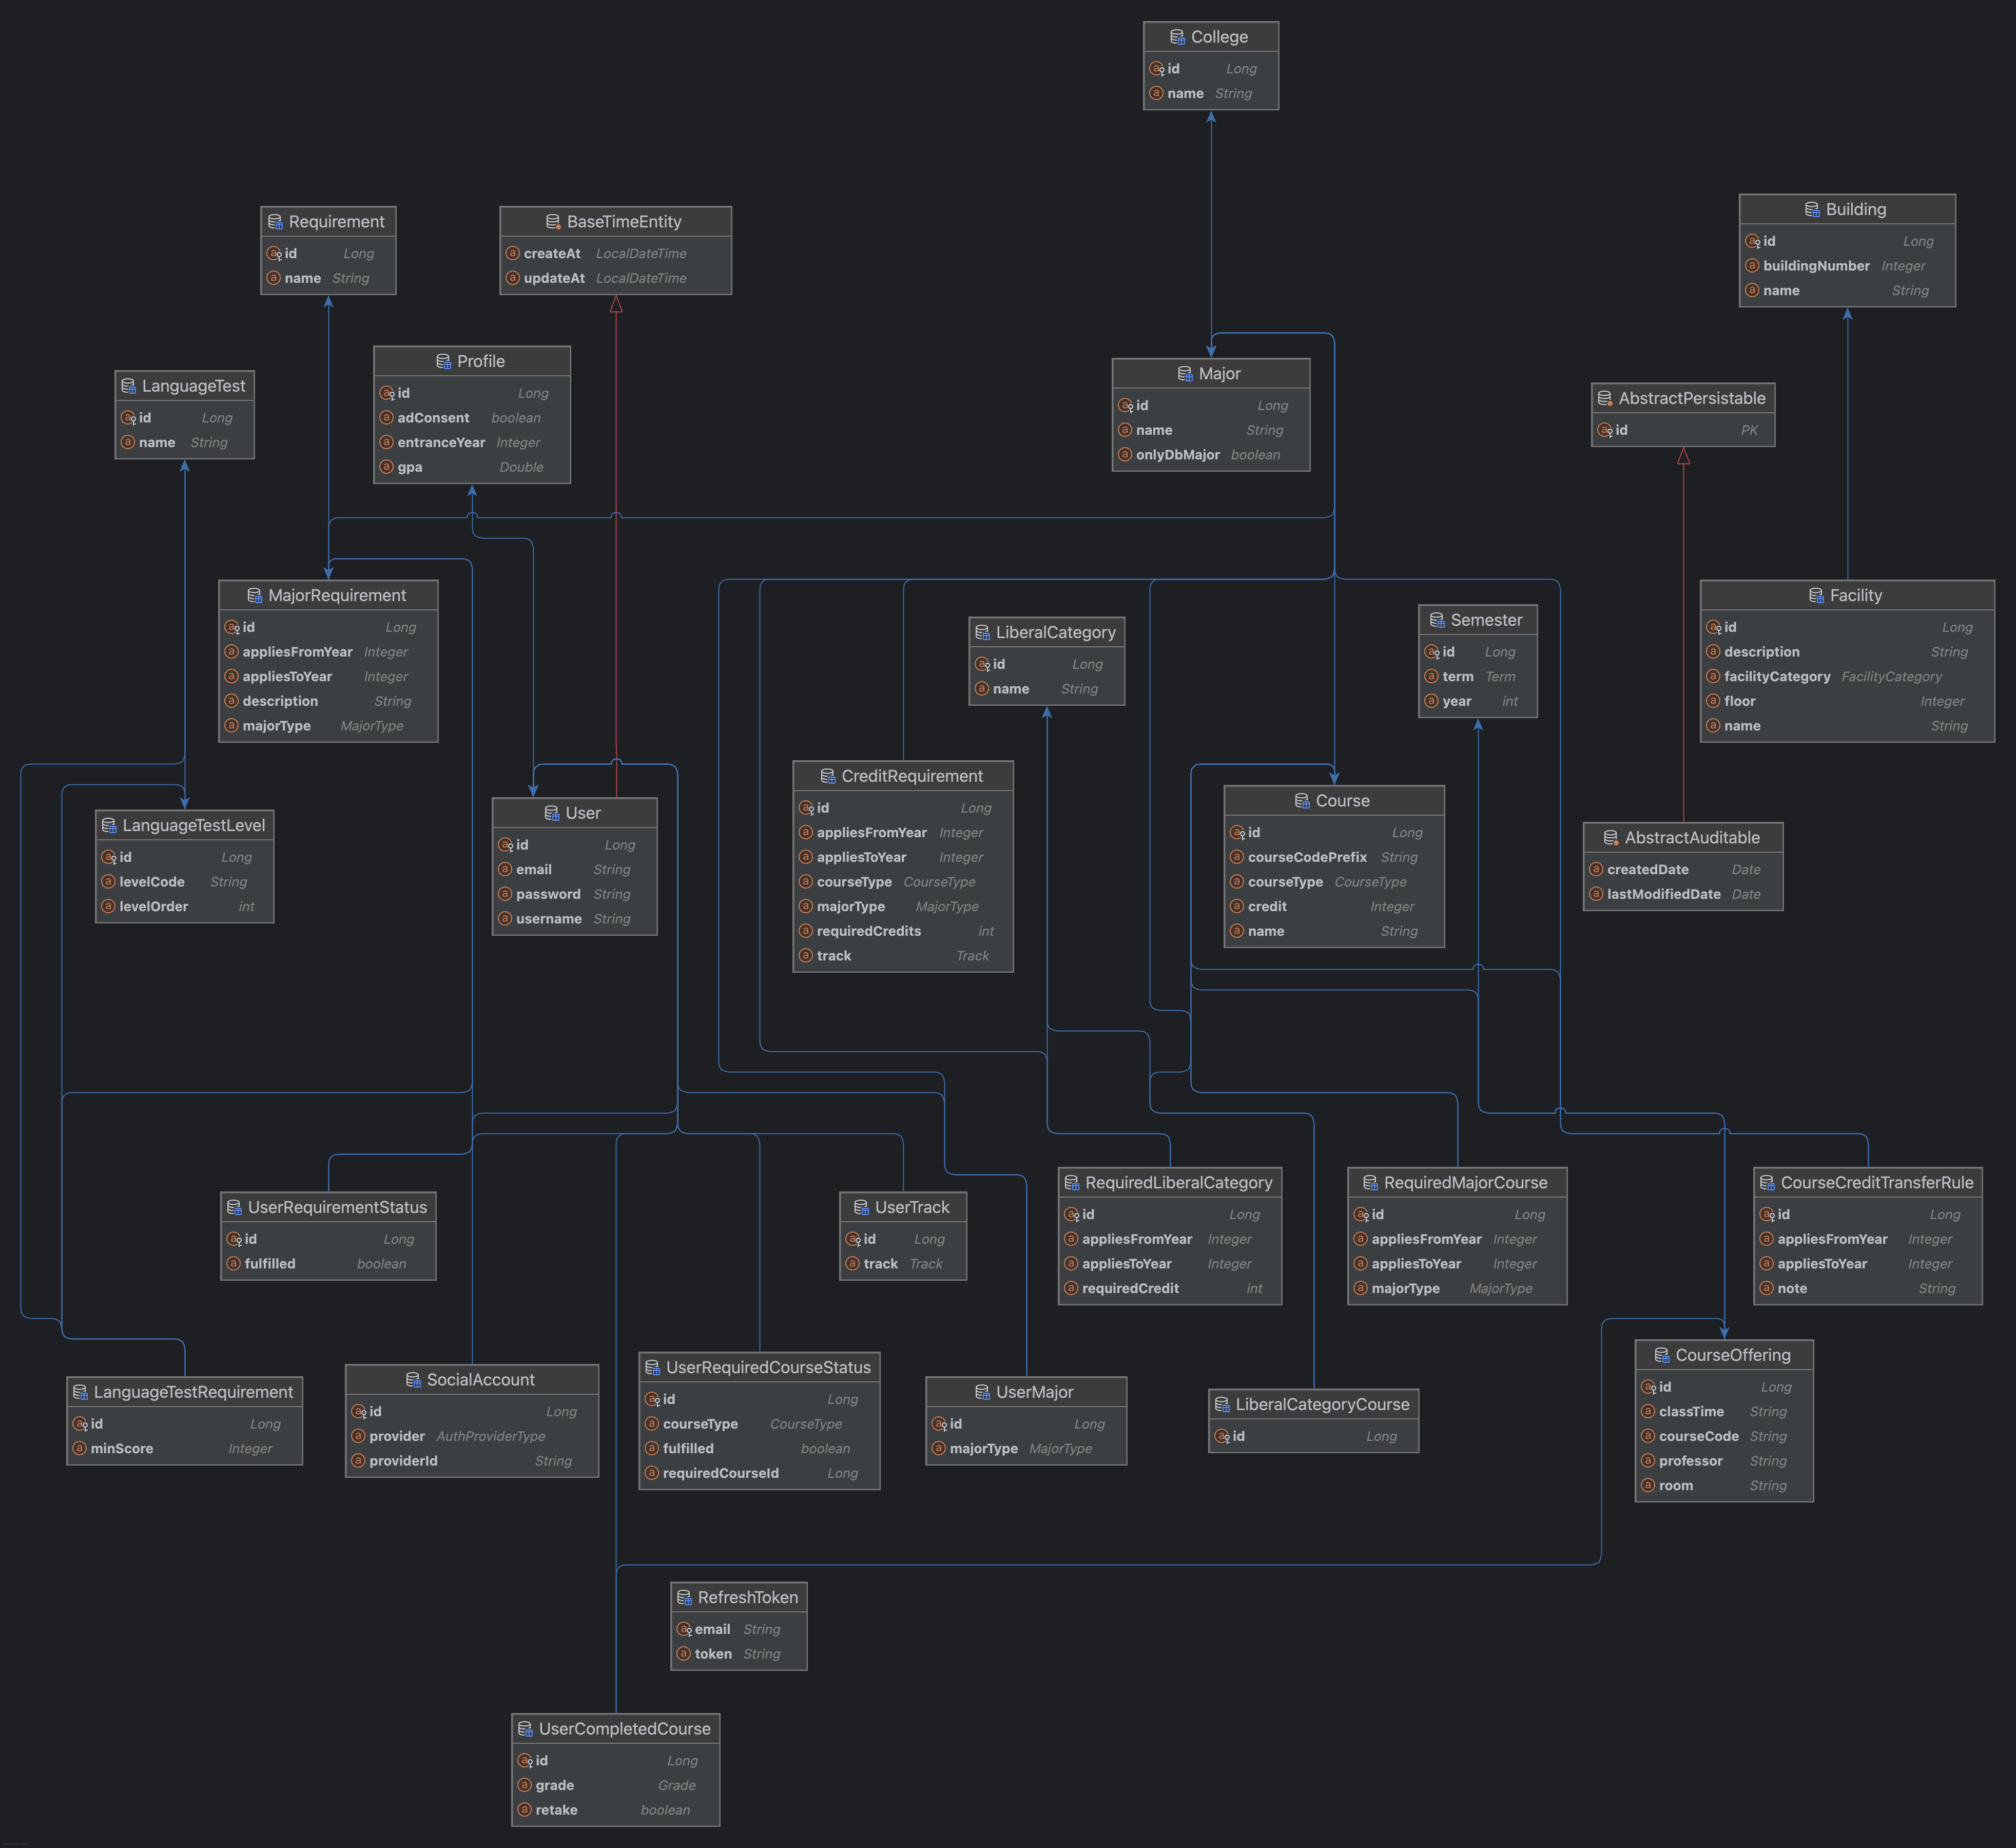 College
id Long
name String
Requirement
id Long
name String
BaseTimeEntity
createAt LocalDateTime
updateAt LocalDateTime
Building
id Long
buildingNumber Integer
name String
Profile
id Long
adConsent boolean
entranceYear Integer
gpa Double
LanguageTest
id Long
name String
Major
id Long
name String
onlyDbMajor boolean
AbstractPersistable
id PK
MajorRequirement
id Long
appliesFromYear Integer
appliesToYear Integer
description String
majorType MajorType
LiberalCategory
id Long
name String
Semester
id Long
term Term
year int
Facility
id Long
description String
facilityCategory FacilityCategory
floor Integer
name String
LanguageTestLevel
id Long
levelCode String
levelOrder int
User
id Long
email String
password String
username String
CreditRequirement
id Long
appliesFromYear Integer
appliesToYear Integer
courseType CourseType
majorType MajorType
requiredCredits int
track Track
Course
id Long
courseCodePrefix String
courseType CourseType
credit Integer
name String
AbstractAuditable
createdDate Date
lastModifiedDate Date
UserRequirementStatus
id Long
fulfilled boolean
UserTrack
id Long
track Track
RequiredLiberalCategory
id Long
appliesFromYear Integer
appliesToYear Integer
requiredCredit int
RequiredMajorCourse
id Long
appliesFromYear Integer
appliesToYear Integer
majorType MajorType
CourseCreditTransferRule
id Long
appliesFromYear Integer
appliesToYear Integer
note String
LanguageTestRequirement
id Long
minScore Integer
SocialAccount
id Long
provider AuthProviderType
providerId String
UserRequiredCourseStatus
id Long
courseType CourseType
fulfilled boolean
requiredCourseId Long
UserMajor
id Long
majorType MajorType
LiberalCategoryCourse
id Long
CourseOffering
id Long
classTime String
courseCode String
professor String
room String
RefreshToken
email String
token String
UserCompletedCourse
id Long
grade Grade
retake boolean